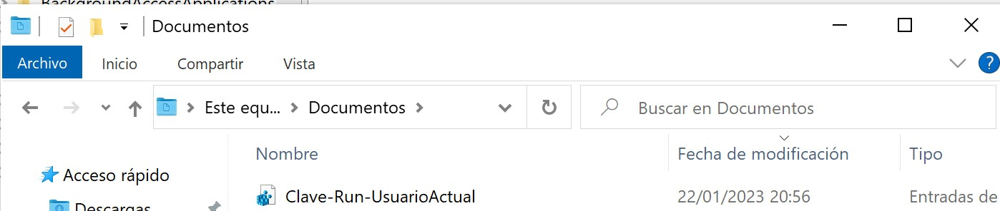 BackgroundAccessApplications
Documentos
Archivo Inicio Compartir Vista ?
Este equ... Documentos Buscar en Documentos
Nombre Fecha de modificación Tipo
Acceso rápido
Clave-Run-UsuarioActual 22/01/2023 20:56 Entradas de
Descargas